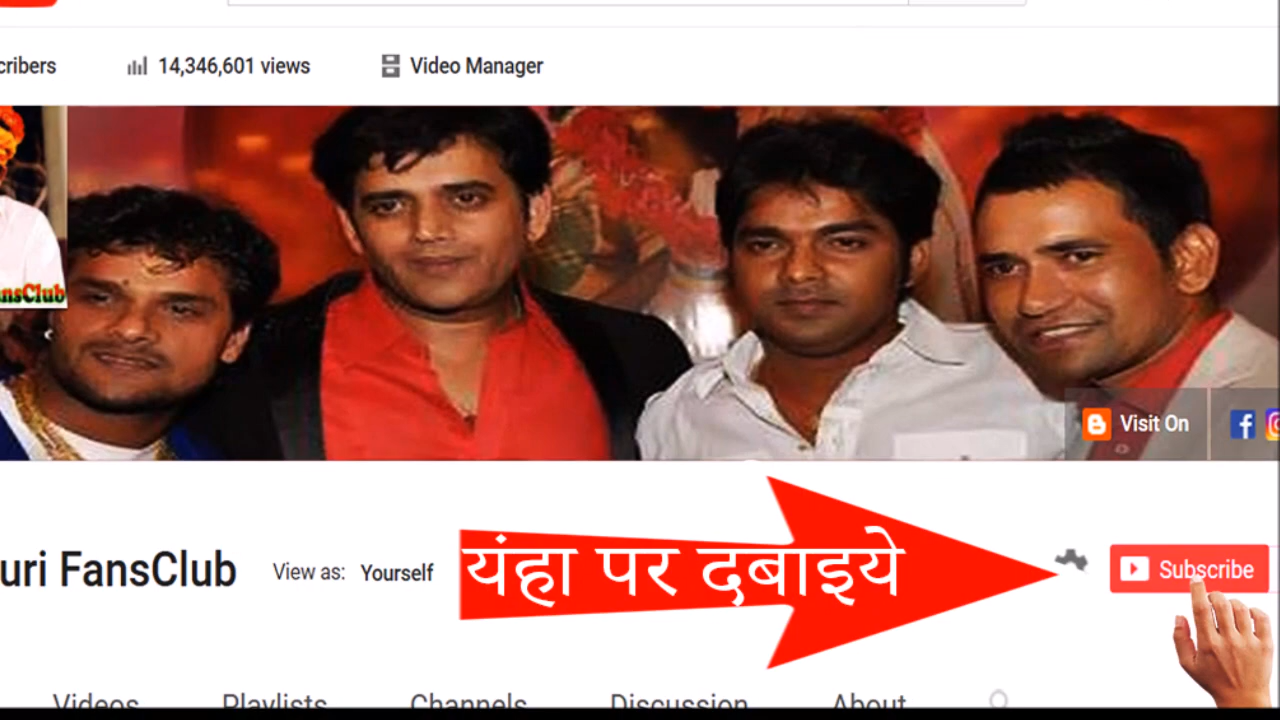 cribers 14,346,601 views Video Manager
nsClub
Visit On
uri FansClub View as: Yourself यंहा पर दबाइये Subscribe
Videos Playlists Channels Discussion About